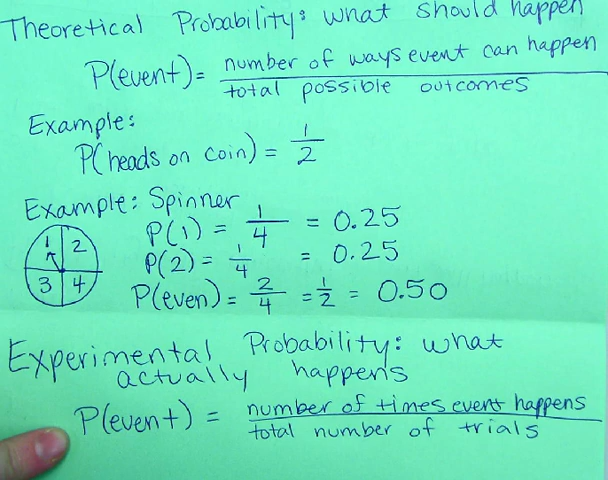 Theoretical Probability: what should happen
P(event) = number of ways event can happen
total possible outcomes
Example:
P(heads on coin) = 1/2
Example: Spinner
P(1) = 1/4 = 0.25
P(2) = 1/4 = 0.25
P(even) = 2/4 = 1/2 = 0.50
1 2
3 4
Experimental Probability: what
actually happens
P(event) = number of times event happens
total number of trials